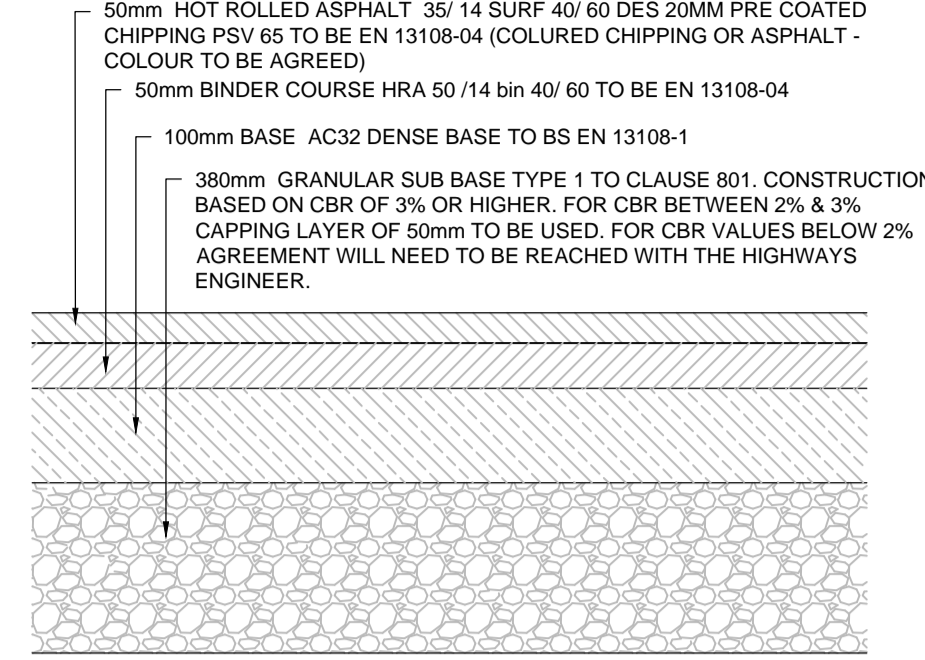 50mm HOT ROLLED ASPHALT 35/ 14 SURF 40/ 60 DES 20MM PRE COATED
CHIPPING PSV 65 TO BE EN 13108-04 (COLURED CHIPPING OR ASPHALT -
COLOUR TO BE AGREED)
50mm BINDER COURSE HRA 50 /14 bin 40/ 60 TO BE EN 13108-04
100mm BASE AC32 DENSE BASE TO BS EN 13108-1
380mm GRANULAR SUB BASE TYPE 1 TO CLAUSE 801. CONSTRUCTION
BASED ON CBR OF 3% OR HIGHER. FOR CBR BETWEEN 2% & 3%
CAPPING LAYER OF 50mm TO BE USED. FOR CBR VALUES BELOW 2%
AGREEMENT WILL NEED TO BE REACHED WITH THE HIGHWAYS
ENGINEER.